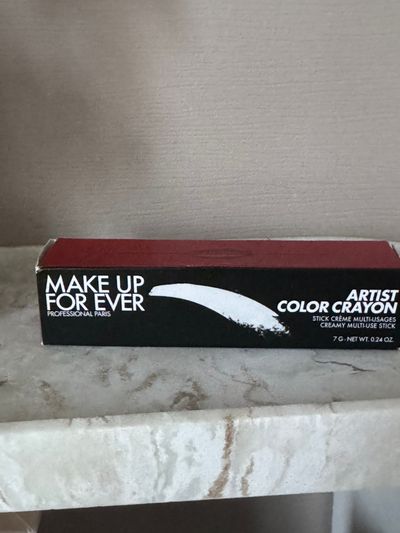 MAKE UP
FOR EVER
PROFESSIONAL PARIS
ARTIST
COLOR CRAYON
STICK CRÈME MULTI-USAGES
CREAMY MULTI-USE STICK
7 G - NET WT. 0.24 OZ.